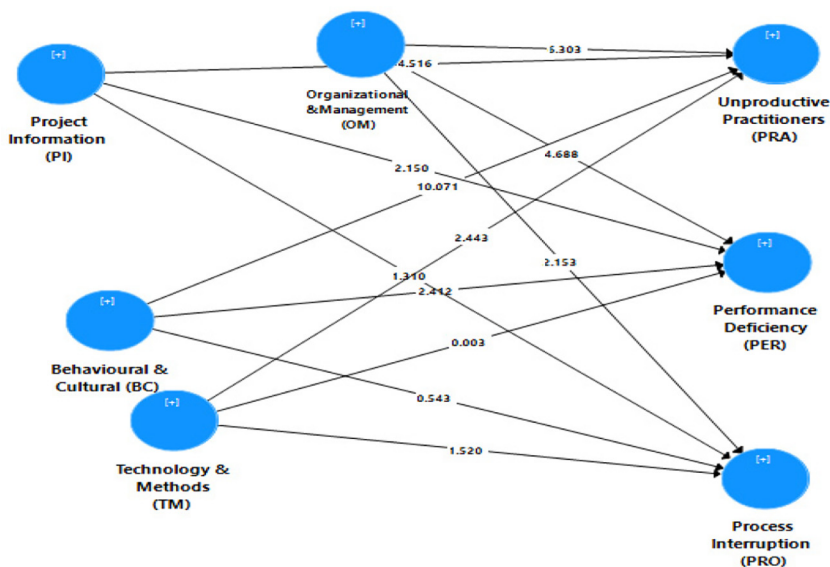 [+]
[+]
[+]
4.516
Organizational
&Management
(OM)
Project
Information
(PI)
Unproductive
Practitioners
(PRA)
4.688
2.150
10.071
2.443
[+]
2.153
1.310
2.412
[+]
Performance
Deficiency
(PER)
0.003
Behavioural &
Cultural (BC)
[+]
0.543
1.520
[+]
Technology &
Methods
(TM)
Process
Interruption
(PRO)